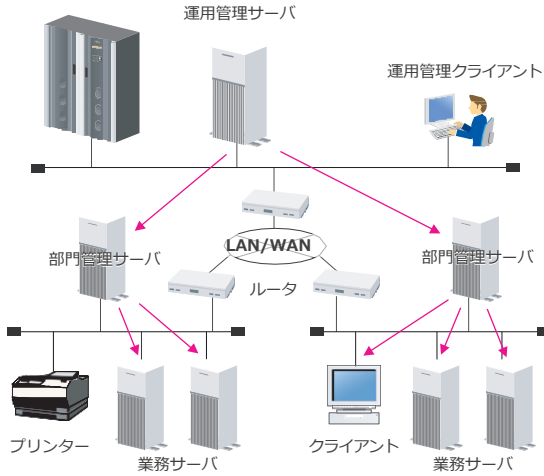 運用管理サーバ
運用管理クライアント
LAN/WAN
部門管理サーバ
部門管理サーバ
ルータ
プリンター
業務サーバ
クライアント
業務サーバ